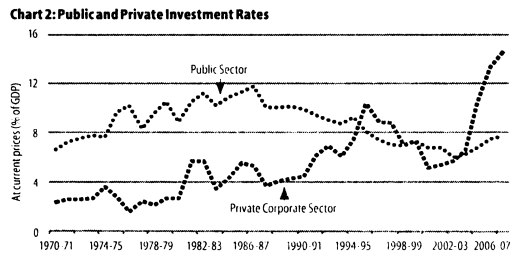 Chart 2: Public and Private Investment Rates
16
Public Sector
12
At current prices (% of GDP)
8
4
Private Corporate Sector
0
1970-71 1974-75 1978-79 1982-83 1986-87 1990-91 1994-95 1998-99 2002-03 2006 07